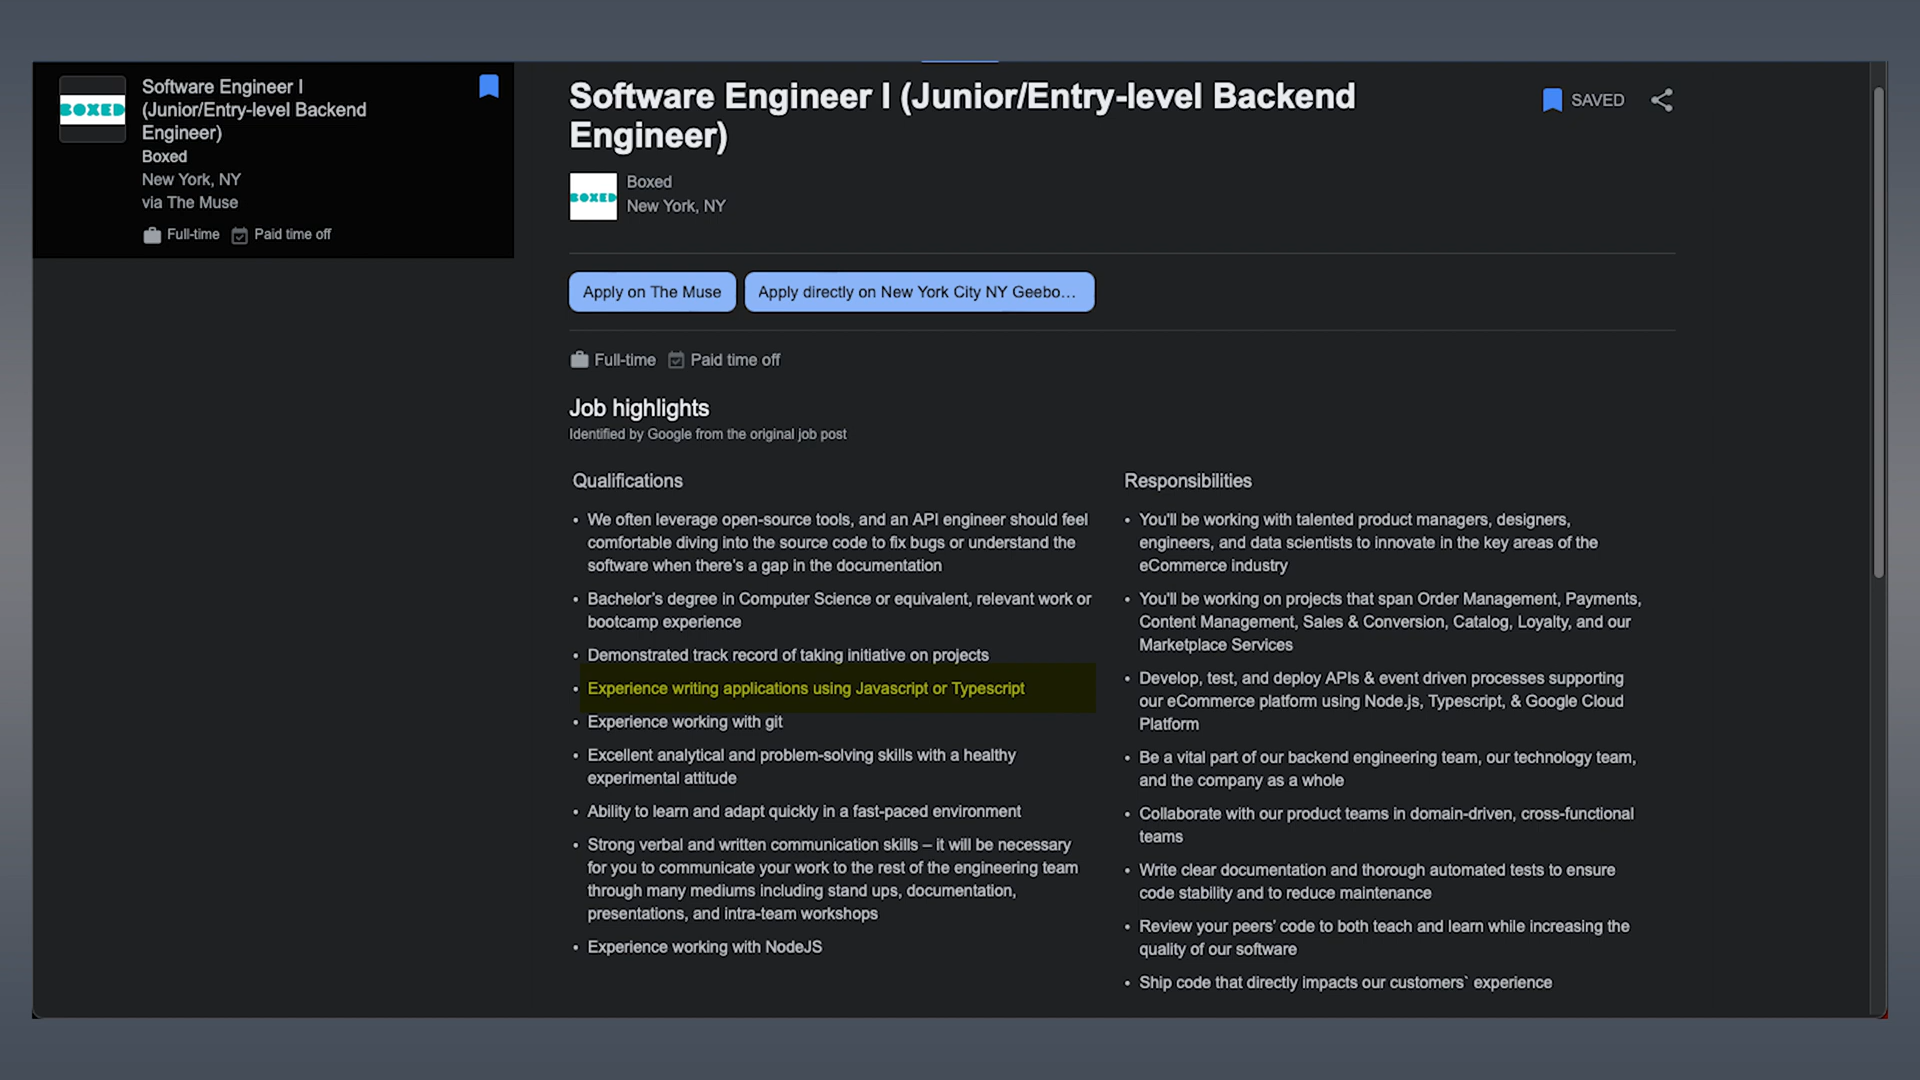 BOXED
Software Engineer I
(Junior/Entry-level Backend
Engineer)
Boxed
New York, NY
via The Muse
Full-time Paid time off
Software Engineer I (Junior/Entry-level Backend
Engineer)
SAVED
BOXED
Boxed
New York, NY
Apply on The Muse
Apply directly on New York City NY Geebo...
Full-time Paid time off
Job highlights
Identified by Google from the original job post
Qualifications
• We often leverage open-source tools, and an API engineer should feel
comfortable diving into the source code to fix bugs or understand the
software when there's a gap in the documentation
• Bachelor's degree in Computer Science or equivalent, relevant work or
bootcamp experience
• Demonstrated track record of taking initiative on projects
• Experience writing applications using Javascript or Typescript
• Experience working with git
• Excellent analytical and problem-solving skills with a healthy
experimental attitude
• Ability to learn and adapt quickly in a fast-paced environment
• Strong verbal and written communication skills – it will be necessary
for you to communicate your work to the rest of the engineering team
through many mediums including stand ups, documentation,
presentations, and intra-team workshops
• Experience working with NodeJS
Responsibilities
• You'll be working with talented product managers, designers,
engineers, and data scientists to innovate in the key areas of the
eCommerce industry
• You'll be working on projects that span Order Management, Payments,
Content Management, Sales & Conversion, Catalog, Loyalty, and our
Marketplace Services
• Develop, test, and deploy APIs & event driven processes supporting
our eCommerce platform using Node.js, Typescript, & Google Cloud
Platform
• Be a vital part of our backend engineering team, our technology team,
and the company as a whole
• Collaborate with our product teams in domain-driven, cross-functional
teams
• Write clear documentation and thorough automated tests to ensure
code stability and to reduce maintenance
• Review your peers' code to both teach and learn while increasing the
quality of our software
• Ship code that directly impacts our customers` experience